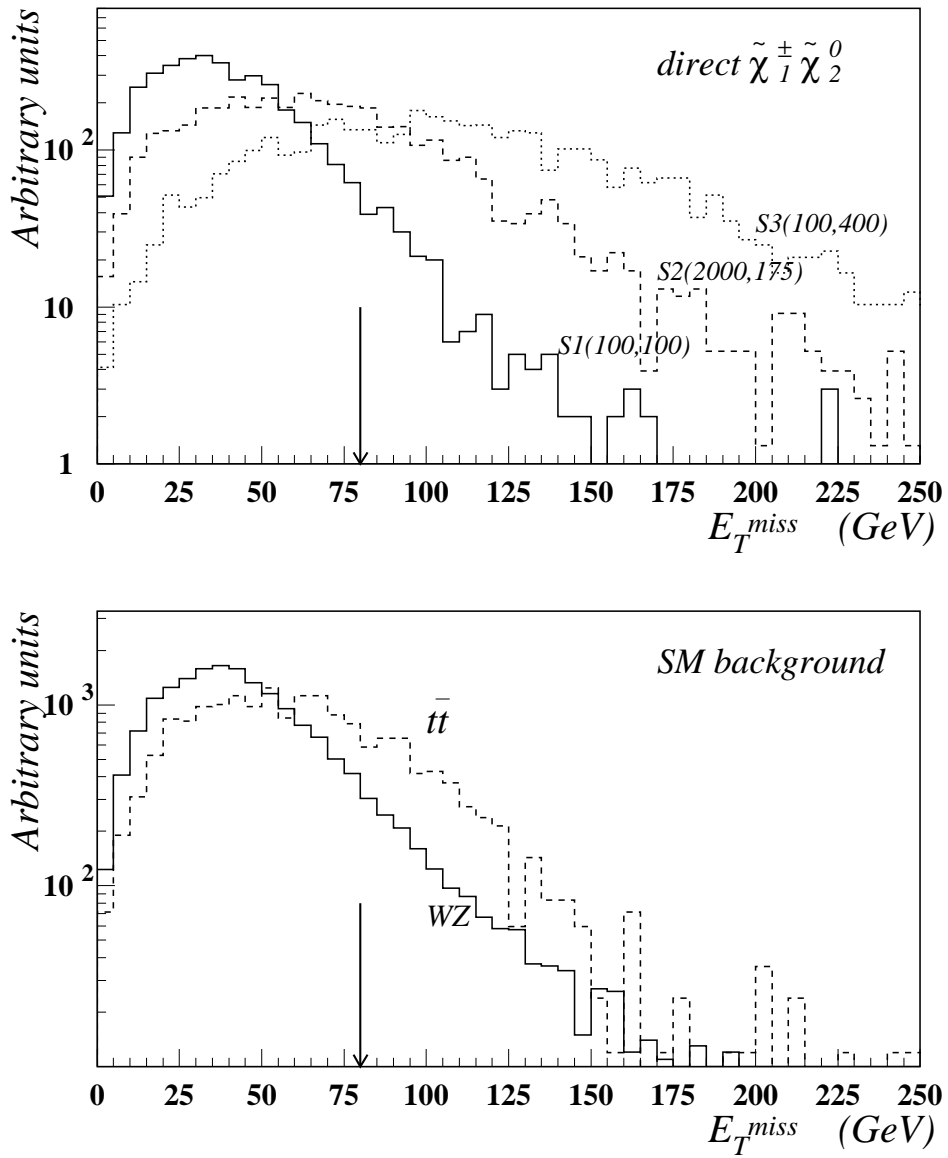 Arbitrary units
direct χ̃₁± χ̃₂⁰
10²
10
1
S3(100,400)
S2(2000,175)
S1(100,100)
0 25 50 75 100 125 150 175 200 225 250
E_T^miss (GeV)
Arbitrary units
SM background
10³
10²
tt̄
WZ
0 25 50 75 100 125 150 175 200 225 250
E_T^miss (GeV)